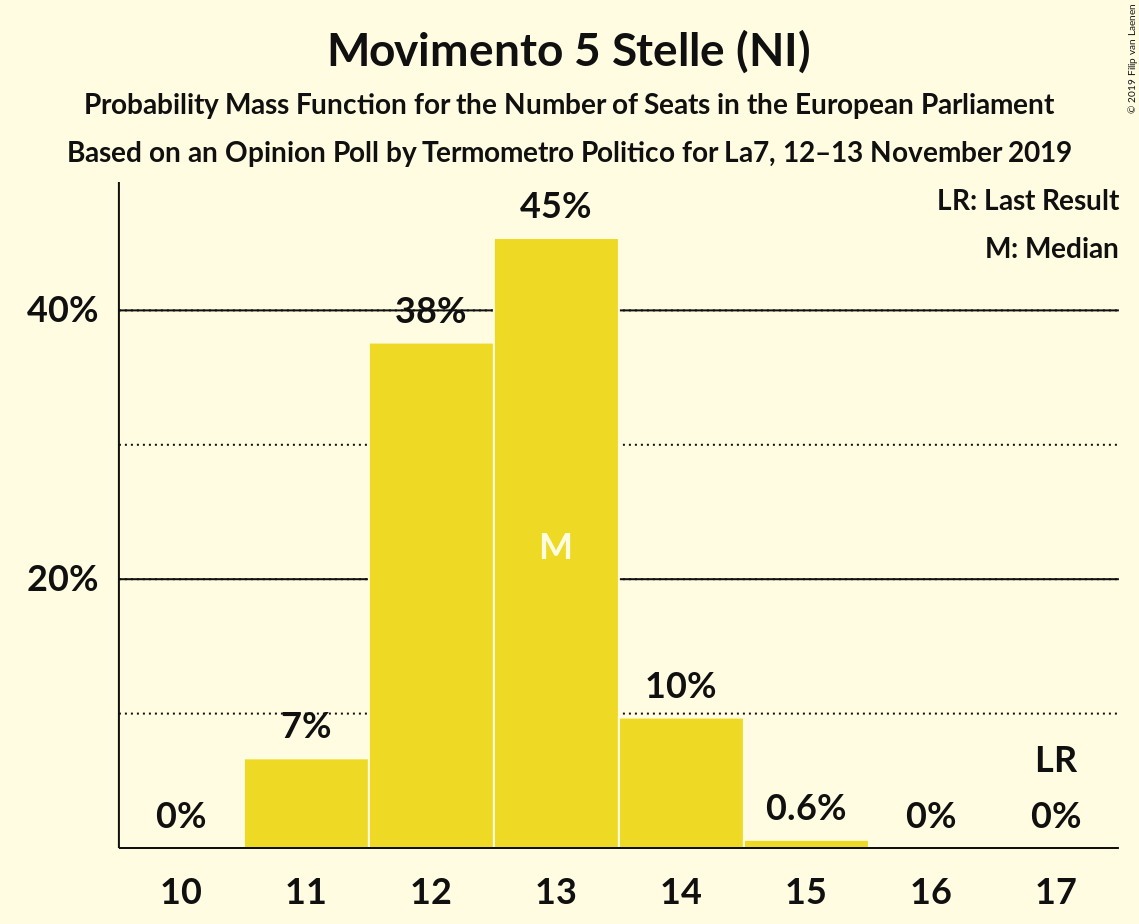 Movimento 5 Stelle (NI)
Probability Mass Function for the Number of Seats in the European Parliament
Based on an Opinion Poll by Termometro Politico for La7, 12–13 November 2019
© 2019 Filip van Laenen
LR: Last Result
M: Median
45%
40%
38%
M
20%
10%
7%
LR
0%
0.6%
0%
0%
10 11 12 13 14 15 16 17